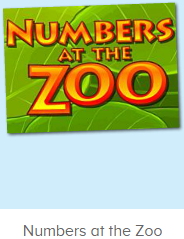 NUMBERS
AT THE
ZOO
Numbers at the Zoo